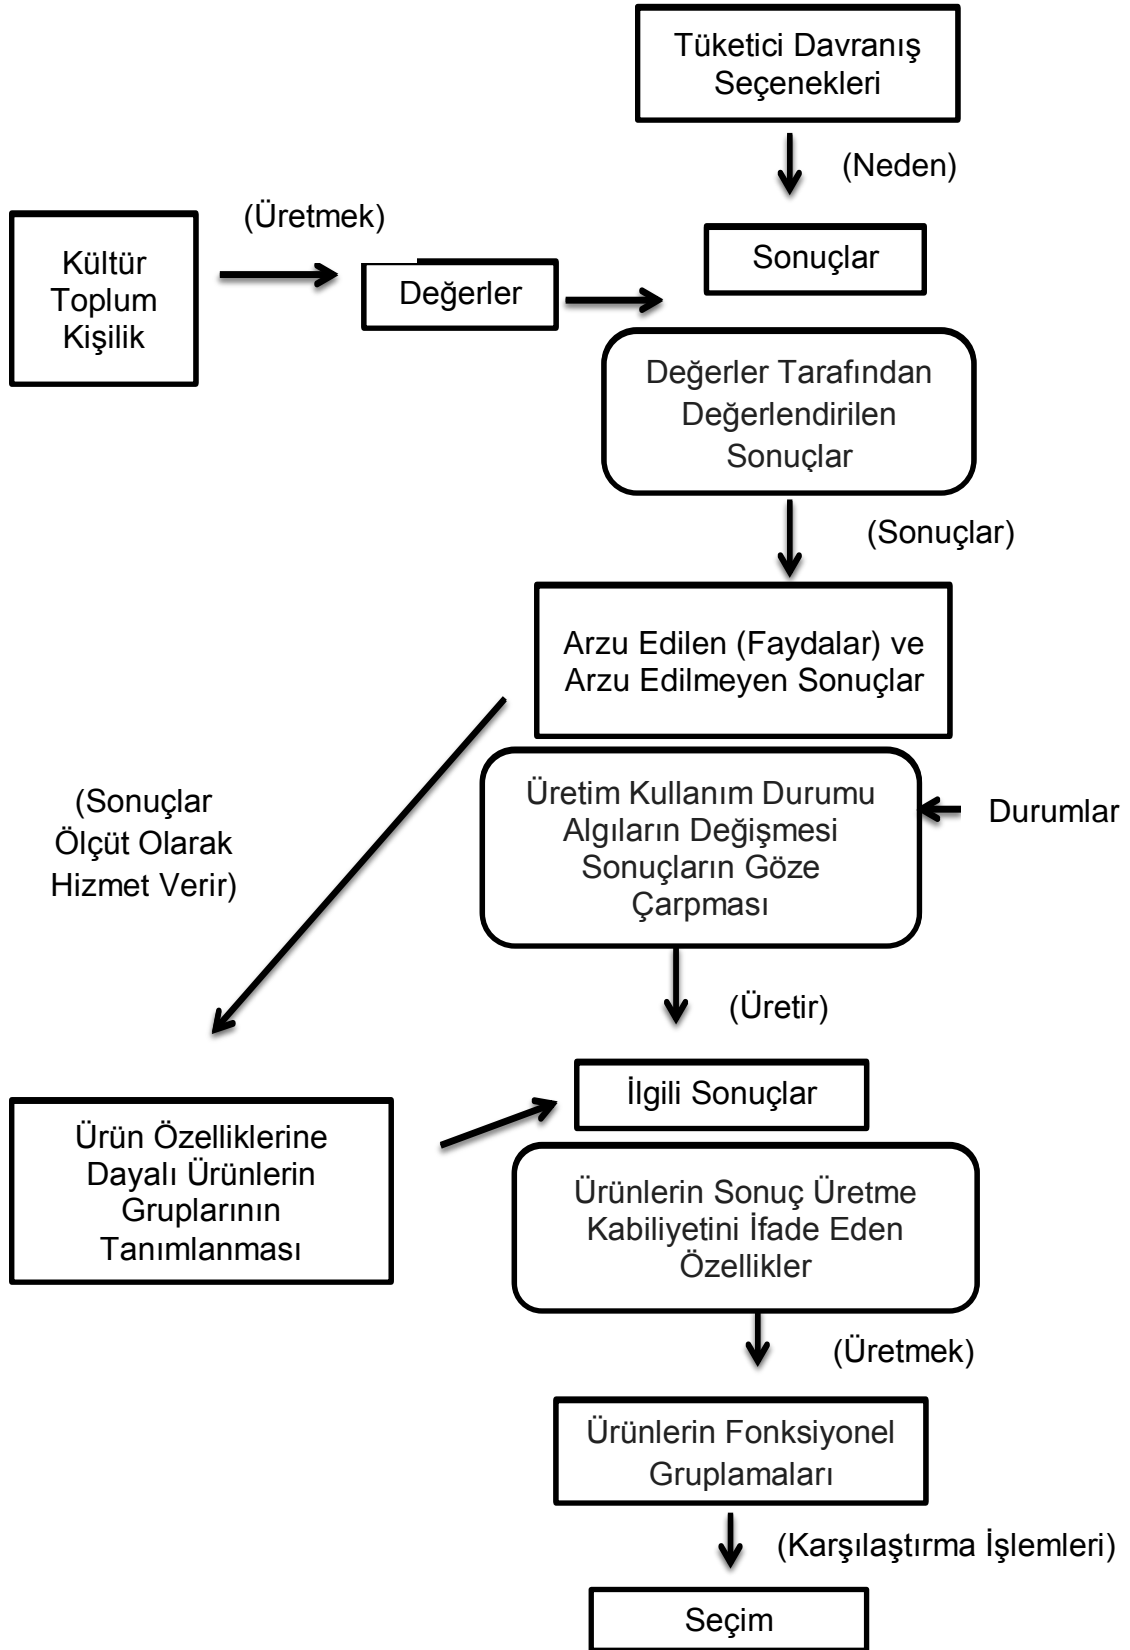 Tüketici Davranış
Seçenekleri
(Neden)
(Üretmek)
Kültür
Toplum
Kişilik
Değerler
Sonuçlar
Değerler Tarafından
Değerlendirilen
Sonuçlar
(Sonuçlar)
Arzu Edilen (Faydalar) ve
Arzu Edilmeyen Sonuçlar
(Sonuçlar
Ölçüt Olarak
Hizmet Verir)
Üretim Kullanım Durumu
Algıların Değişmesi
Sonuçların Göze
Çarpması
Durumlar
(Üretir)
İlgili Sonuçlar
Ürün Özelliklerine
Dayalı Ürünlerin
Gruplarının
Tanımlanması
Ürünlerin Sonuç Üretme
Kabiliyetini İfade Eden
Özellikler
(Üretmek)
Ürünlerin Fonksiyonel
Gruplamaları
(Karşılaştırma İşlemleri)
Seçim